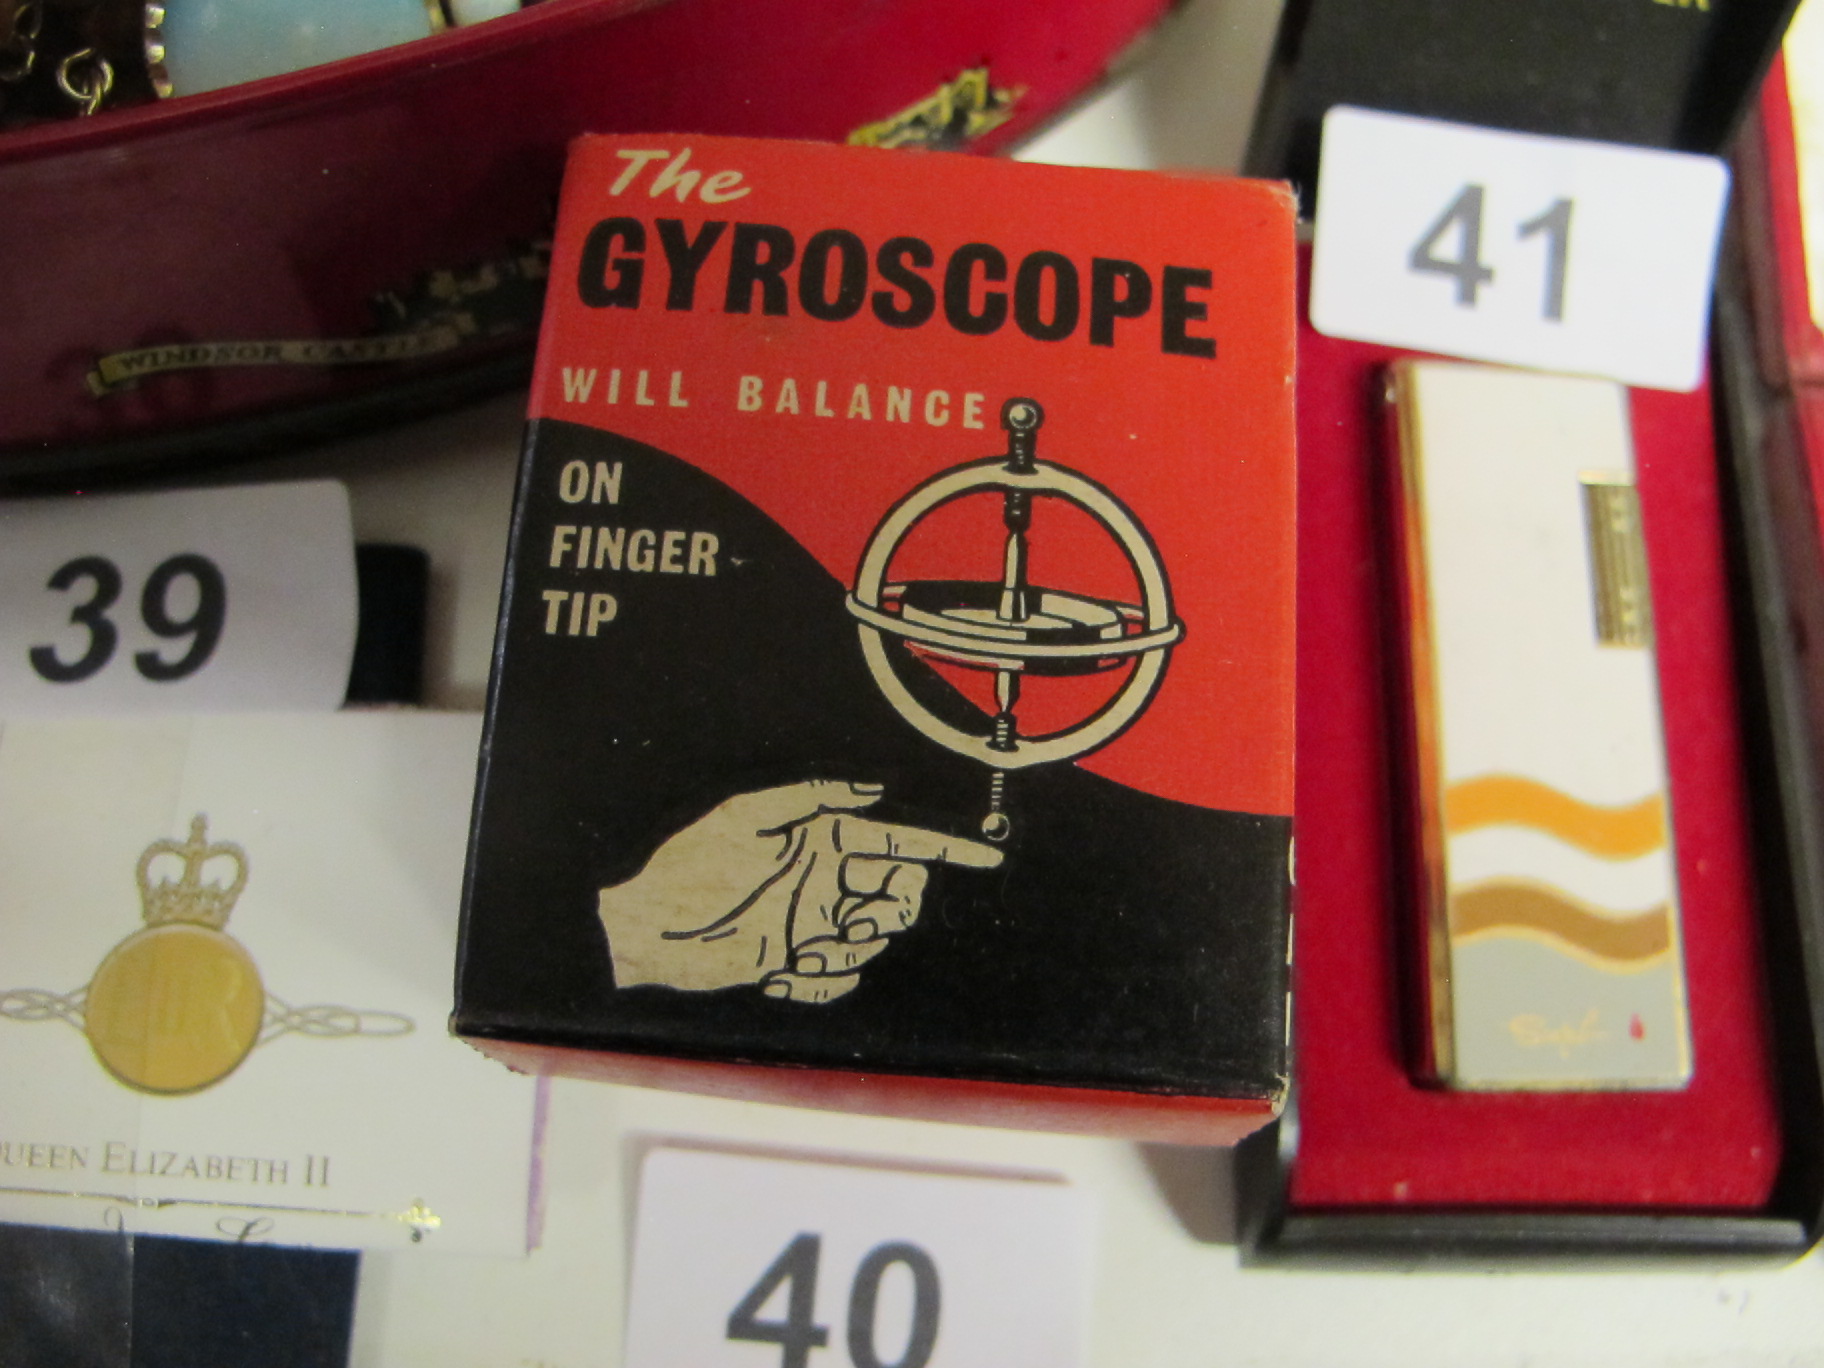 The
GYROSCOPE
WILL BALANCE
ON
FINGER
TIP
WINDSOR CASTLE
41
39
QUEEN ELIZABETH II
40